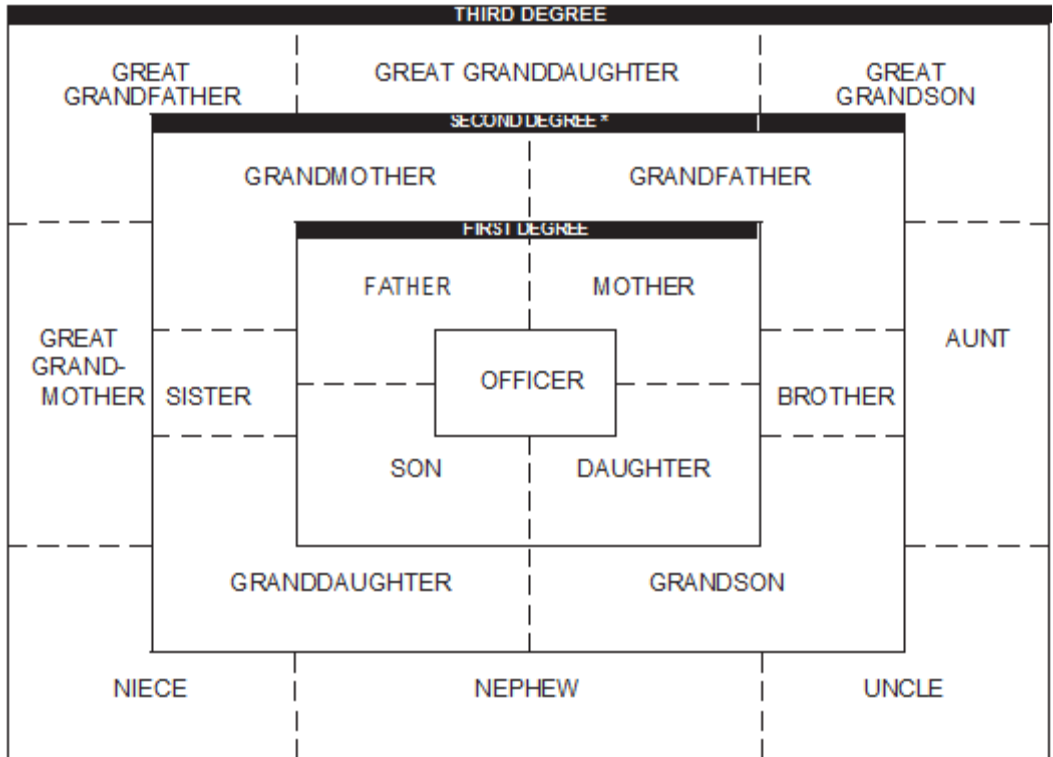 THIRD DEGREE
GREAT
GRANDFATHER
GREAT GRANDDAUGHTER
GREAT
GRANDSON
SECOND DEGREE *
GRANDMOTHER
GRANDFATHER
FIRST DEGREE
FATHER
MOTHER
GREAT
GRAND-
MOTHER
SISTER
OFFICER
BROTHER
AUNT
SON
DAUGHTER
GRANDDAUGHTER
GRANDSON
NIECE
NEPHEW
UNCLE